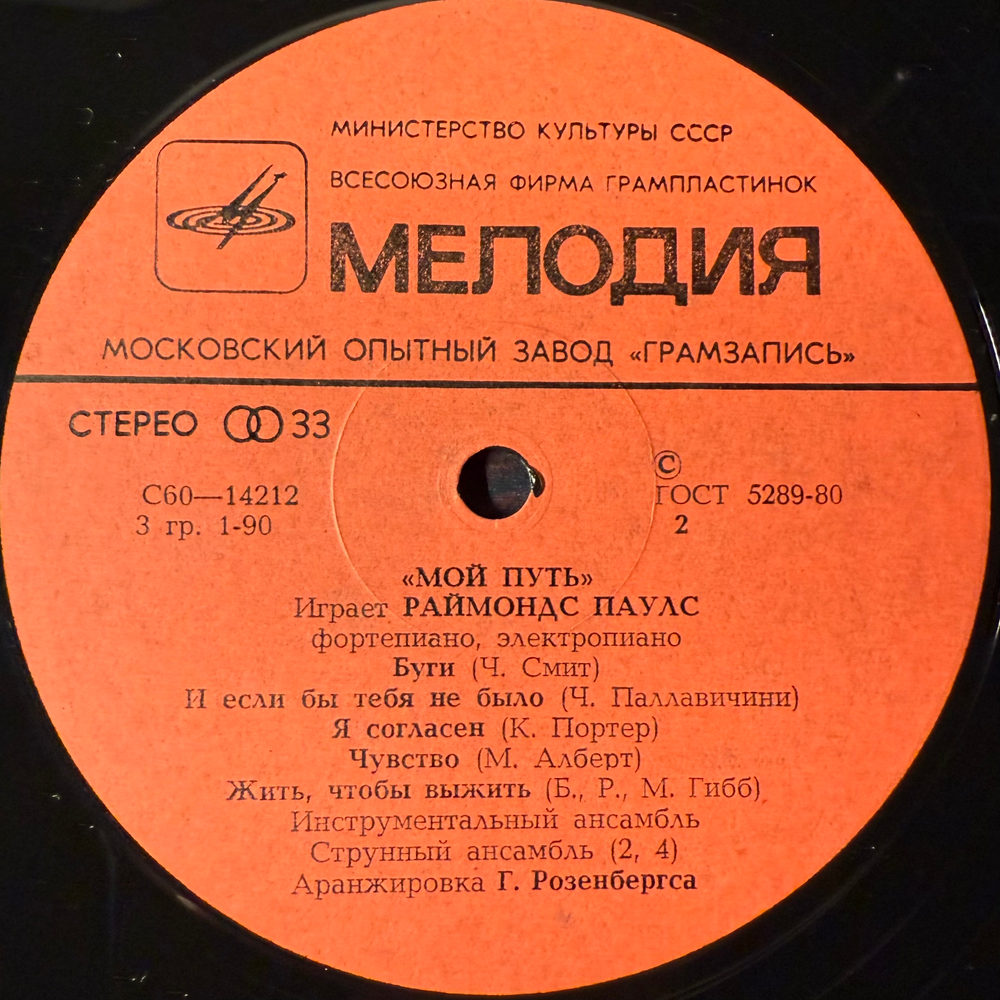 МИНИСТЕРСТВО КУЛЬТУРЫ СССР
ВСЕСОЮЗНАЯ ФИРМА ГРАМПЛАСТИНОК
МЕЛОДИЯ
МОСКОВСКИЙ ОПЫТНЫЙ ЗАВОД «ГРАМЗАПИСЬ»
СТЕРЕО 33
©
С60—14212 ГОСТ 5289-80
3 гр. 1-90 2
«МОЙ ПУТЬ»
Играет РАЙМОНДС ПАУЛС
фортепиано, электропиано
Буги (Ч. Смит)
И если бы тебя не было (Ч. Паллавичини)
Я согласен (К. Портер)
Чувство (М. Алберт)
Жить, чтобы выжить (Б., Р., М. Гибб)
Инструментальный ансамбль
Струнный ансамбль (2, 4)
Аранжировка Г. Розенбергса